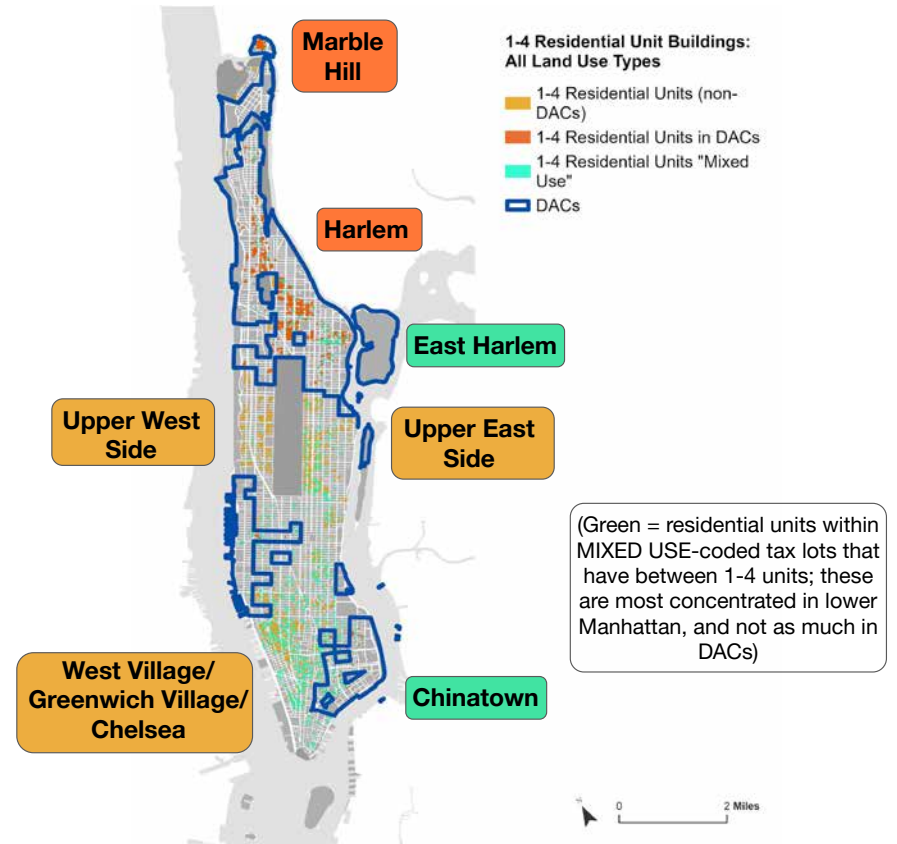 Marble
Hill
1-4 Residential Unit Buildings:
All Land Use Types
1-4 Residential Units (non-
DACs)
1-4 Residential Units in DACs
1-4 Residential Units "Mixed
Use"
DACs
Harlem
East Harlem
Upper West
Side
Upper East
Side
(Green = residential units within
MIXED USE-coded tax lots that
have between 1-4 units; these
are most concentrated in lower
Manhattan, and not as much in
DACs)
West Village/
Greenwich Village/
Chelsea
Chinatown
0 2 Miles